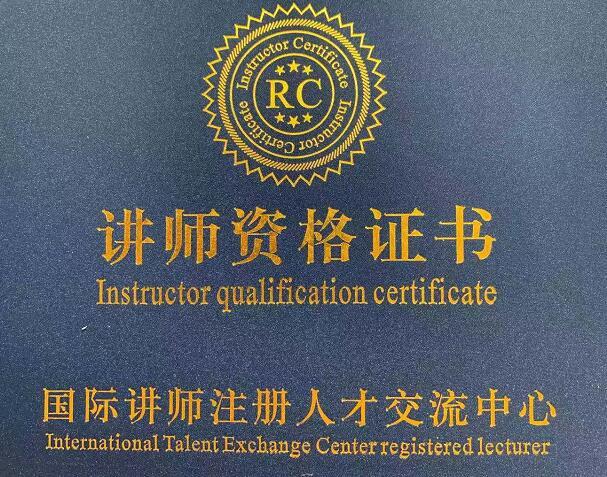 Instructor Certificate
RC
Instructor Certificate
讲师资格证书
Instructor qualification certificate
国际讲师注册人才交流中心
International Talent Exchange Center registered lecturer